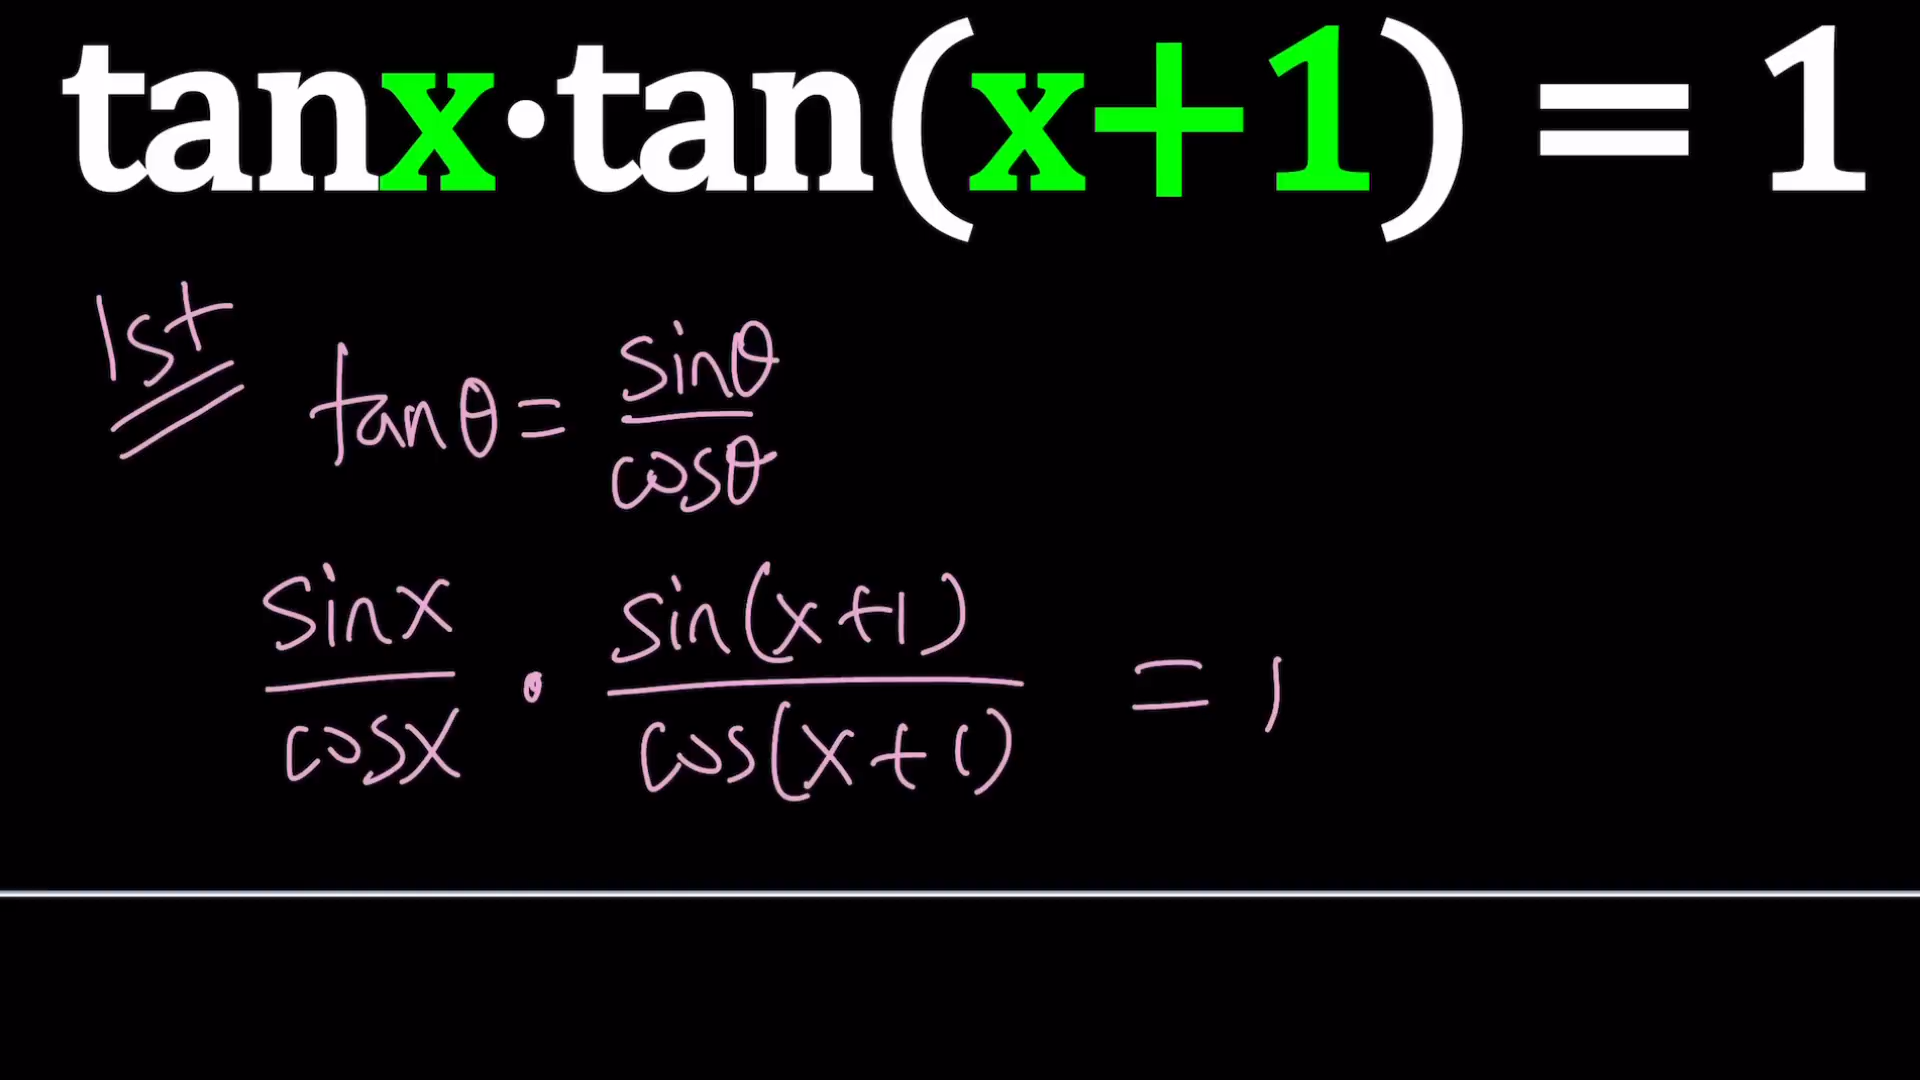 tanx·tan(x+1) = 1
1st tanθ = sinθ/cosθ
sinx/cosx · sin(x+1)/cos(x+1) = 1